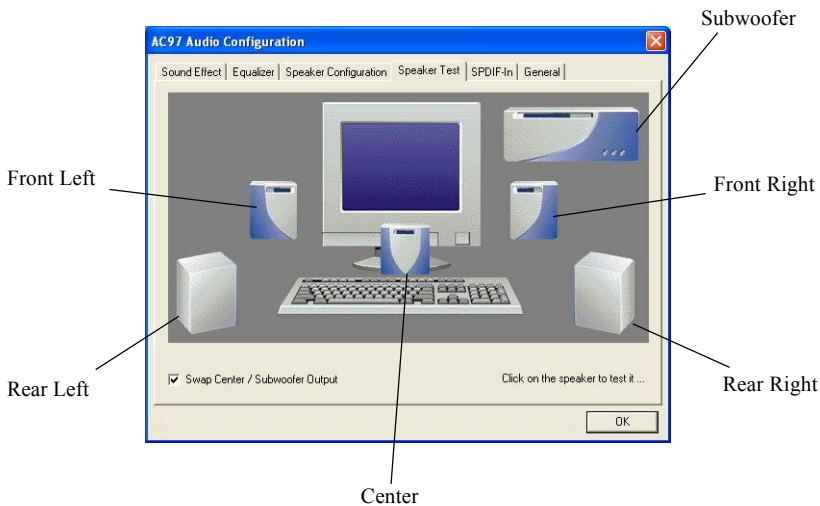 Subwoofer
AC97 Audio Configuration
Sound Effect Equalizer Speaker Configuration Speaker Test SPDIF-In General
Front Left
Front Right
Rear Left
Rear Right
Swap Center / Subwoofer Output
Click on the speaker to test it ...
OK
Center